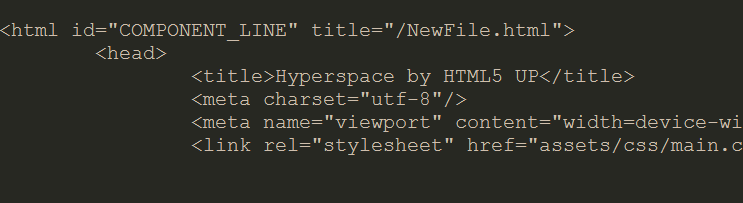 <html id="COMPONENT_LINE" title="/NewFile.html">
<head>
<title>Hyperspace by HTML5 UP</title>
<meta charset="utf-8"/>
<meta name="viewport" content="width=device-wi
<link rel="stylesheet" href="assets/css/main.c